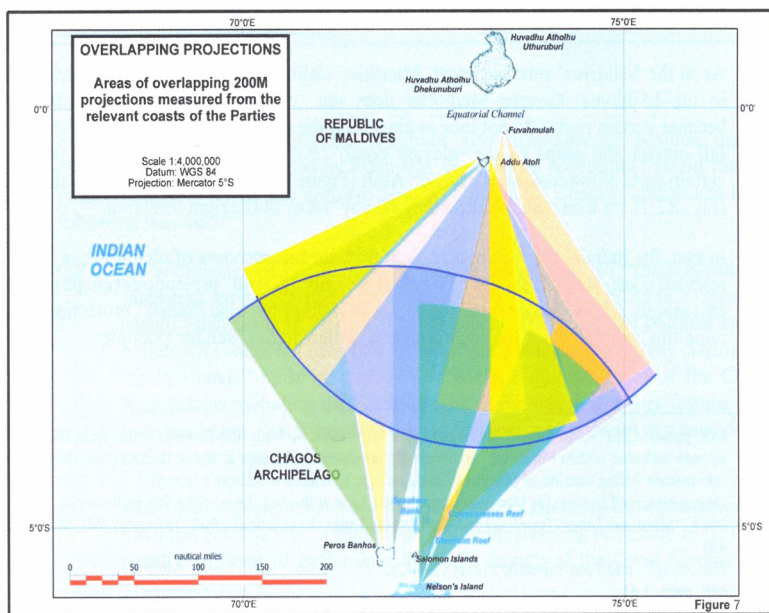 70°0'E
75°0'E
OVERLAPPING PROJECTIONS
Areas of overlapping 200M
projections measured from the
relevant coasts of the Parties
Scale 1:4,000,000
Datum: WGS 84
Projection: Mercator 5°S
Huvadhu Atholhu
Uthuruburi
Huvadhu Atholhu
Dhekunuburi
0°0'
0°0'
Equatorial Channel
REPUBLIC
OF MALDIVES
Fuvahmulah
Addu Atoll
INDIAN
OCEAN
CHAGOS
ARCHIPELAGO
Speakers
Bank
Colvocoresses Reef
5°0'S
5°0'S
Blenheim Reef
Peros Banhos
Salomon Islands
nautical miles
0 25 50 100 150 200
Nelson's Island
70°0'E
75°0'E
Figure 7